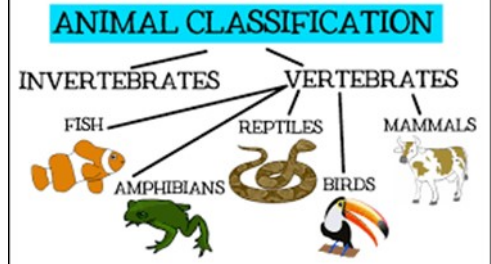 ANIMAL CLASSIFICATION
INVERTEBRATES
VERTEBRATES
FISH
REPTILES
MAMMALS
AMPHIBIANS
BIRDS